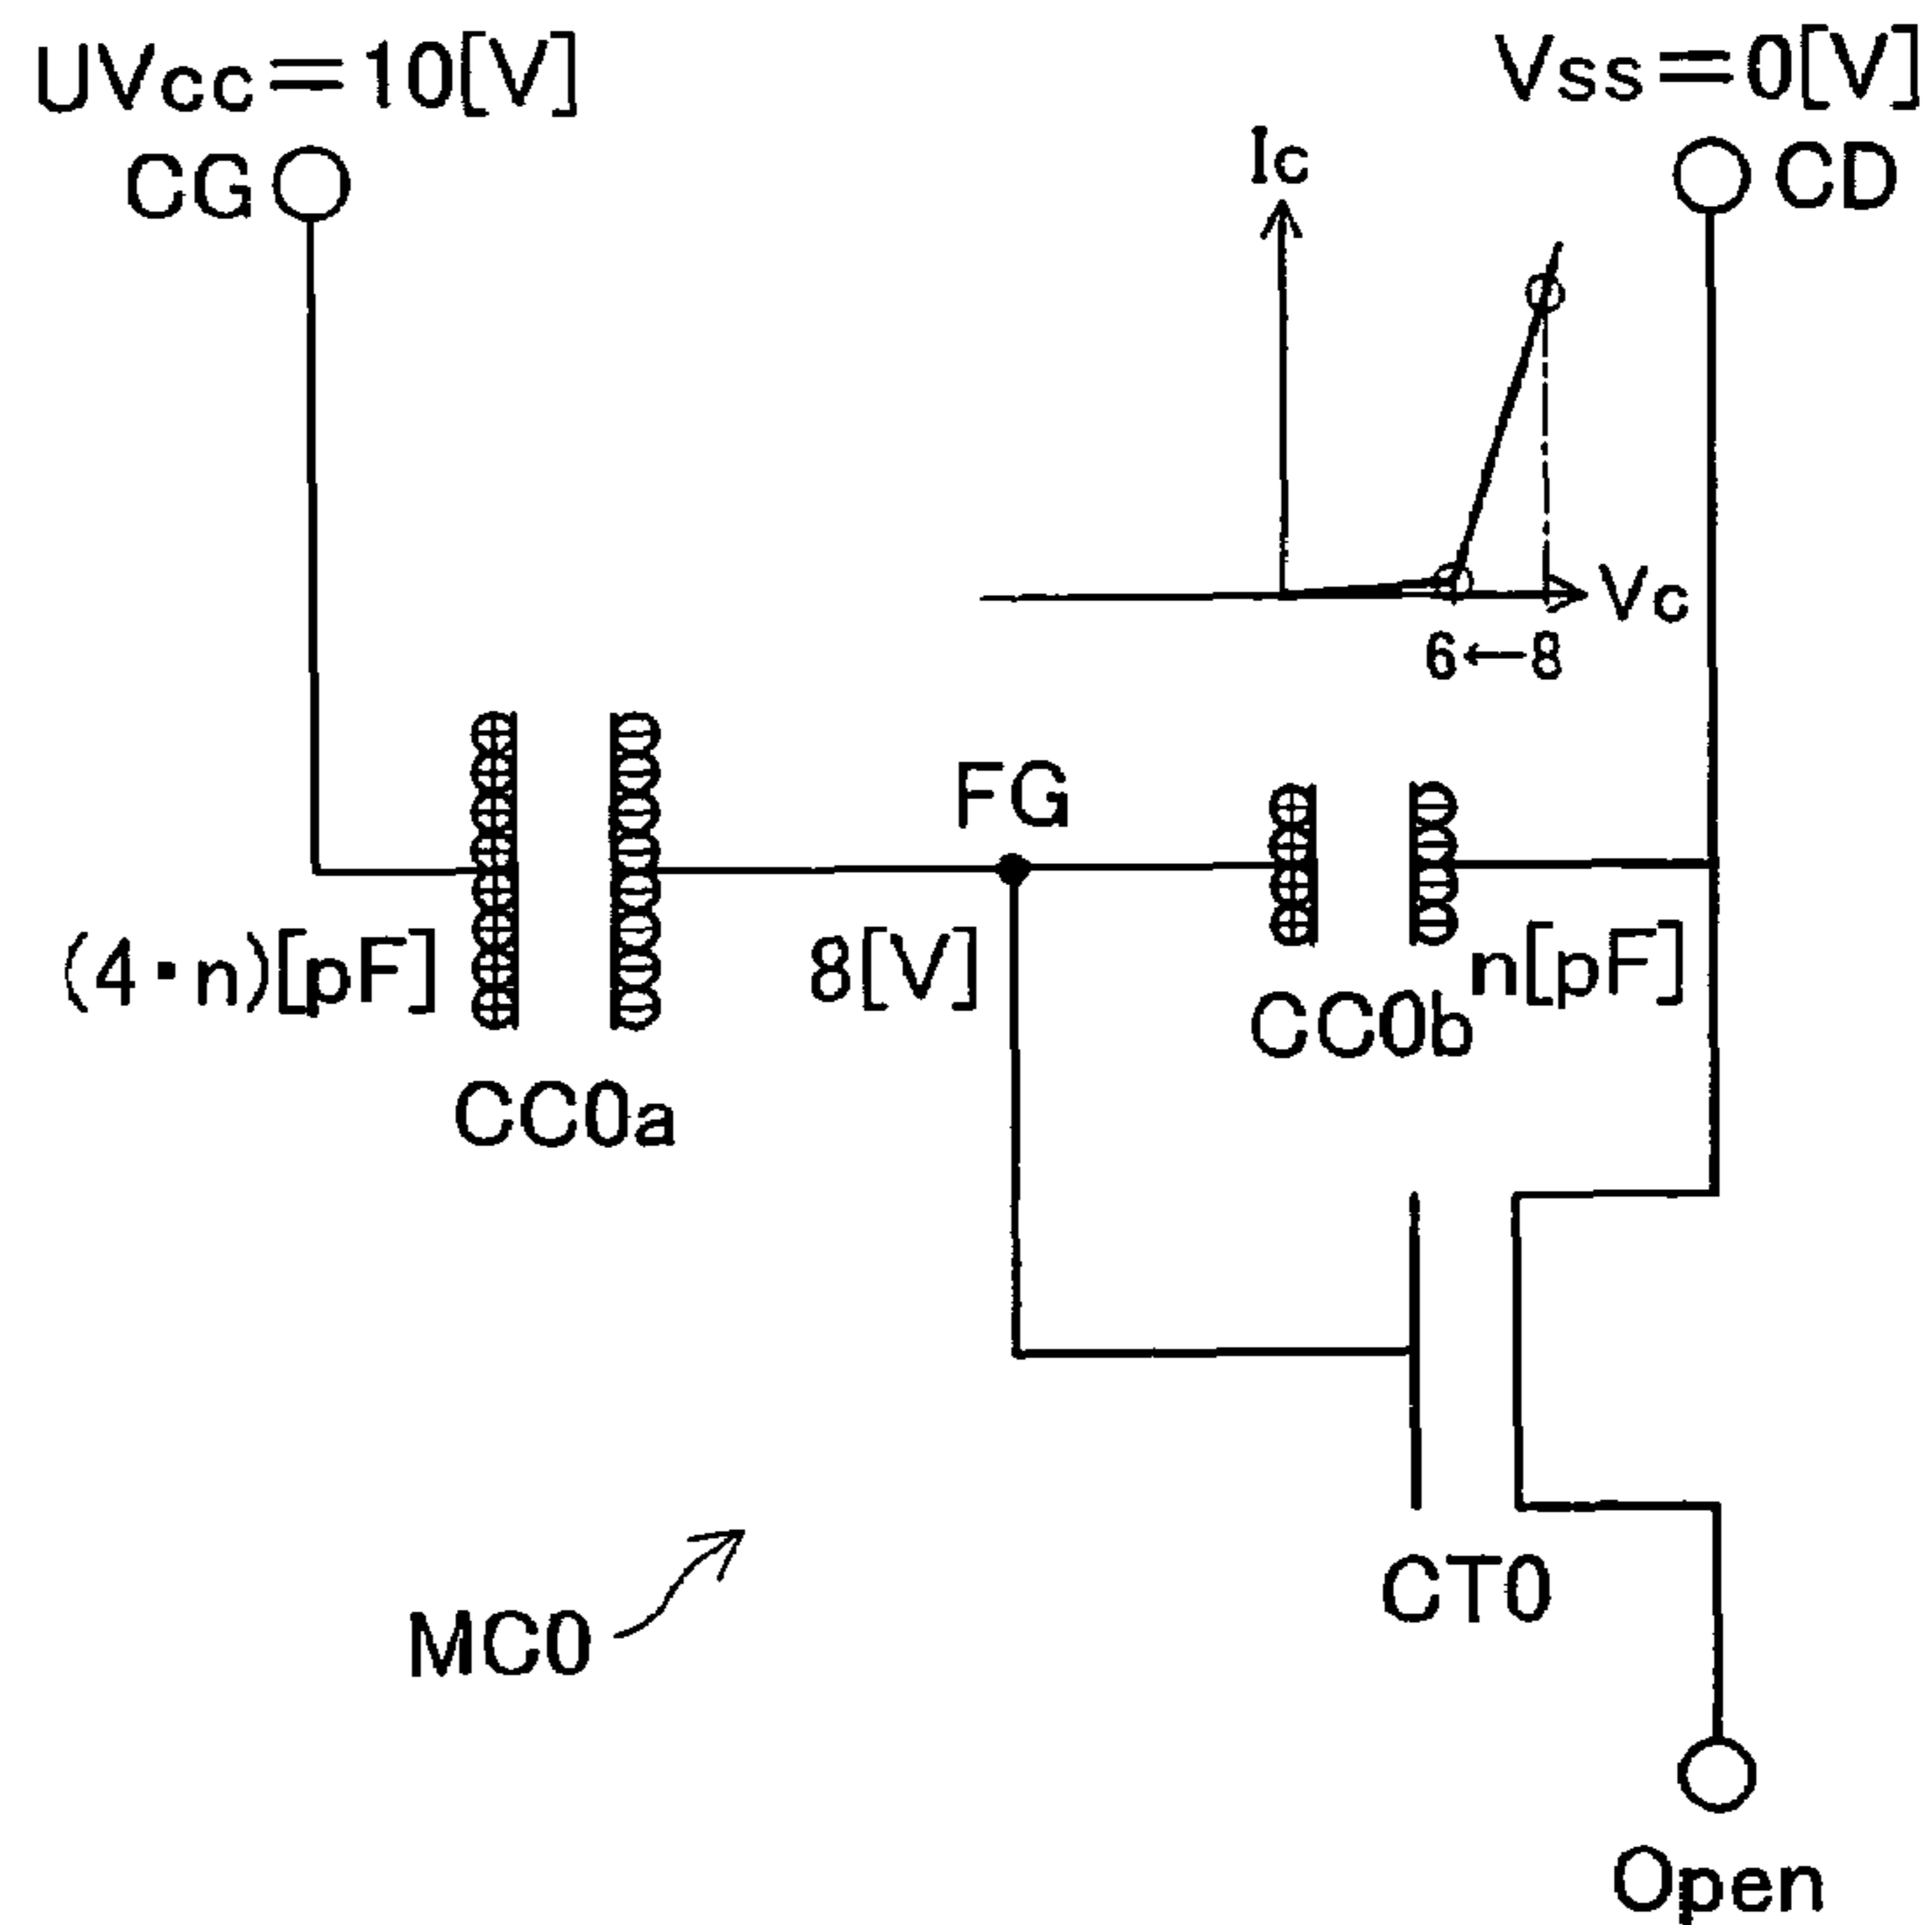 UVcc=10[V]
Vss=0[V]
CG
Ic
CD
Vc
6←8
FG
(4・n)[pF]
8[V]
n[pF]
CC0b
CC0a
CT0
MC0
Open